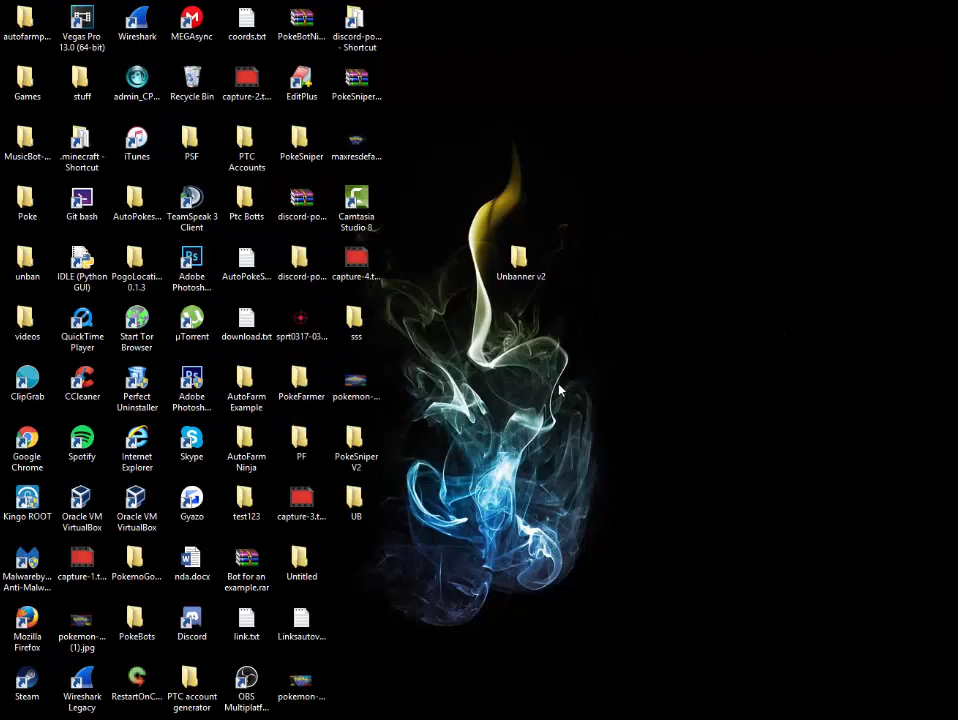 autofarmp...
Vegas Pro
13.0 (64-bit)
Wireshark
MEGAsync
coords.txt
PokeBotNi...
discord-po...
- Shortcut
Games
stuff
admin_CP...
Recycle Bin
capture-2.t...
EditPlus
PokeSniper...
MusicBot-...
.minecraft -
Shortcut
iTunes
PSF
PTC
Accounts
PokeSniper
maxresdefa...
Poke
Git bash
AutoPokes...
TeamSpeak 3
Client
Ptc Botts
discord-po...
Camtasia
Studio 8
unban
IDLE (Python
GUI)
PogoLocati...
0.1.3
Adobe
Photosh...
AutoPokeS...
discord-po...
capture-4.t...
Unbanner v2
videos
QuickTime
Player
Start Tor
Browser
µTorrent
download.txt
sprt0317-03...
sss
ClipGrab
CCleaner
Perfect
Uninstaller
Adobe
Photosh...
AutoFarm
Example
PokeFarmer
pokemon-...
Google
Chrome
Spotify
Internet
Explorer
Skype
AutoFarm
Ninja
PF
PokeSniper
V2
Kingo ROOT
Oracle VM
VirtualBox
Oracle VM
VirtualBox
Gyazo
test123
capture-3.t...
UB
Malwareby...
Anti-Malw...
capture-1.t...
PokemoGo...
nda.docx
Bot for an
example.rar
Untitled
Mozilla
Firefox
pokemon-...
(1).jpg
PokeBots
Discord
link.txt
Linksautov...
Steam
Wireshark
Legacy
RestartOnC...
PTC account
generator
OBS
Multiplatf...
pokemon-...